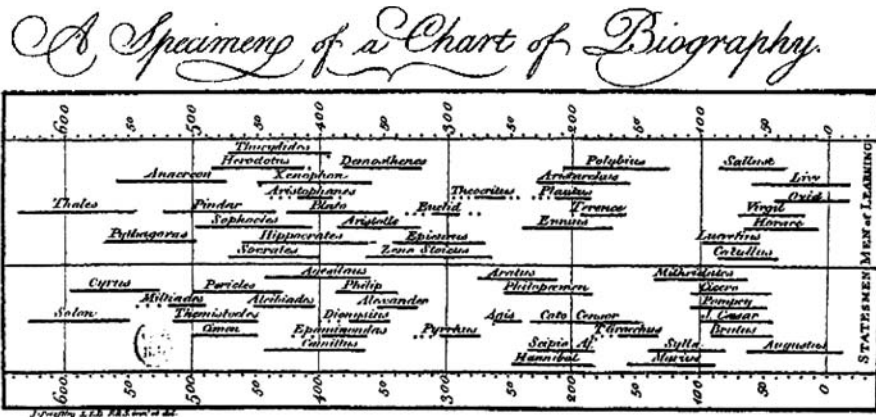 A Specimen of a Chart of Biography.
600 50 500 50 400 50 300 50 200 50 100 50 0
Thucydides
Herodotus Demosthenes Polybius Sallust
Anacreon Xenophon Aristarchus Livy
Aristophanes Theocritus Plautus Ovid
Thales Pindar Plato Euclid Terence Virgil
Sophocles Aristotle Ennius Horace
Pythagoras Hippocrates Epicurus Lucretius
Socrates Zeno Stoicus Catullus
MEN of LEARNING
Agesilaus Aratus Mithridates
Cyrus Pericles Philip Philopœmen Cicero
Miltiades Alcibiades Alexander Pompey
Solon Themistocles Dionysius Agis Cato Censor J. Cæsar
Cimon Epaminondas Pyrrhus T Gracchus Brutus
Camillus Scipio Af. Sylla Augustus
Hannibal Marius
STATESMEN
600 50 500 50 400 50 300 50 200 50 100 50 0